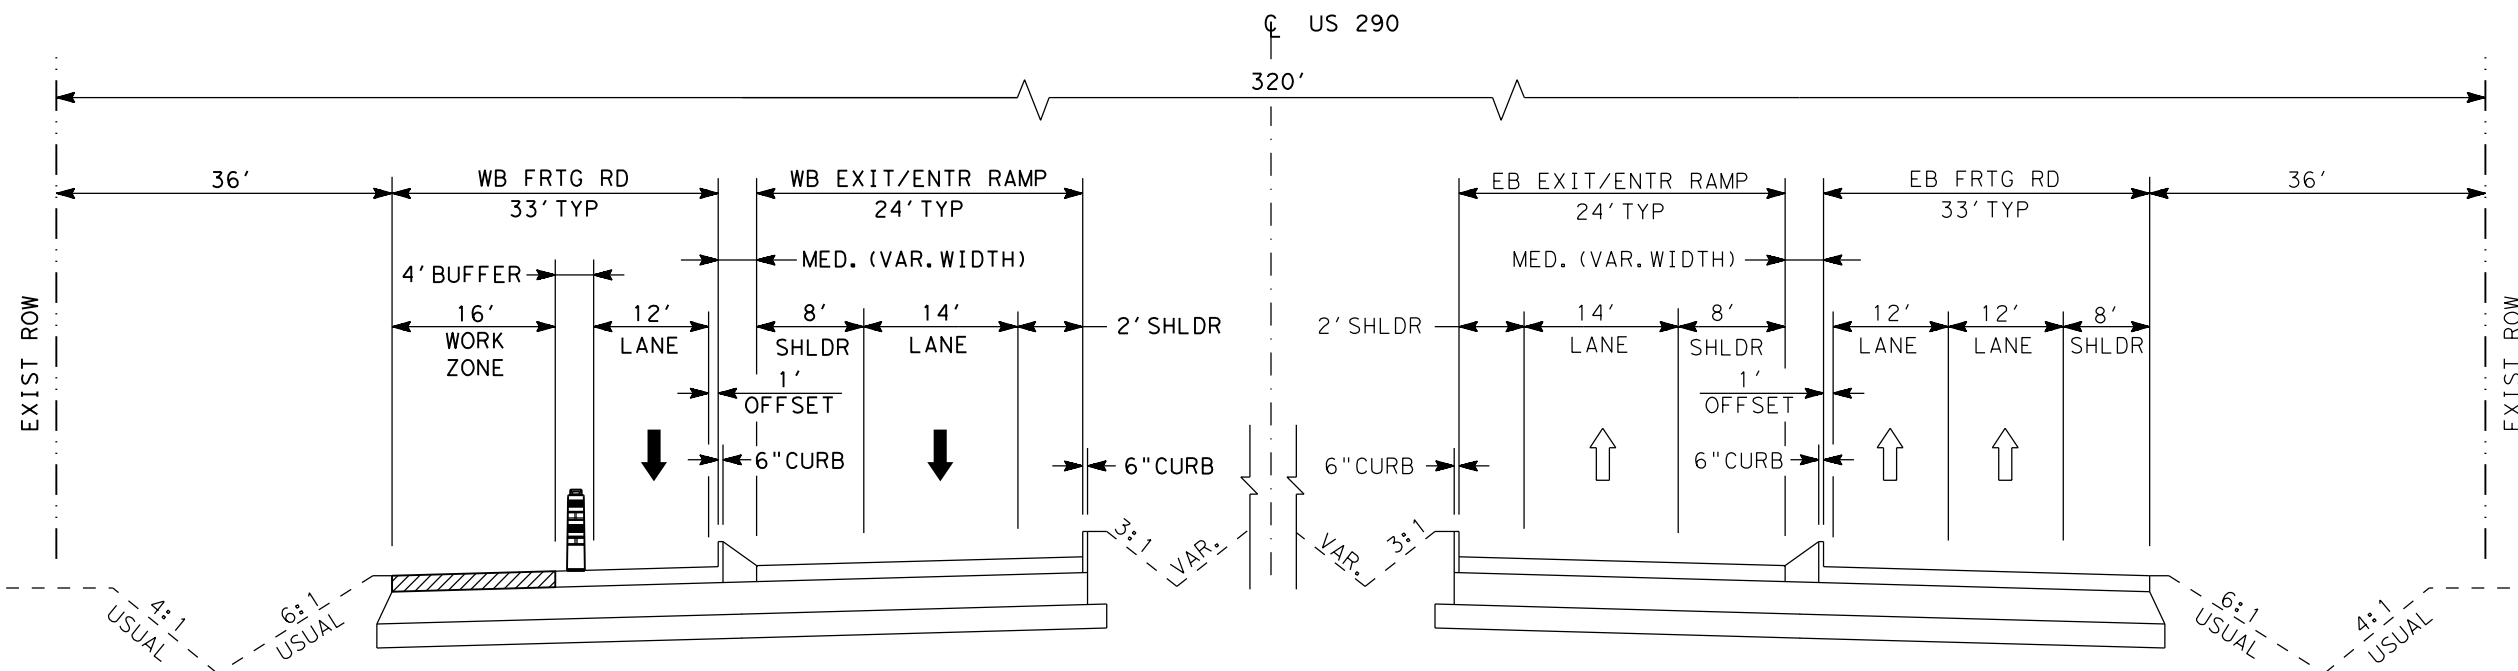 ℄ US 290
320'
36'
WB FRTG RD
33' TYP
WB EXIT/ENTR RAMP
24' TYP
EB EXIT/ENTR RAMP
24' TYP
EB FRTG RD
33' TYP
36'
4' BUFFER
MED. (VAR. WIDTH)
MED. (VAR. WIDTH)
EXIST ROW
16'
WORK
ZONE
12'
LANE
8'
SHLDR
14'
LANE
2' SHLDR
2' SHLDR
14'
LANE
8'
SHLDR
12'
LANE
12'
LANE
8'
SHLDR
EXIST ROW
1'
OFFSET
1'
OFFSET
6" CURB
6" CURB
6" CURB
6" CURB
4:1
USUAL
6:1
USUAL
3:1
VAR.
VAR.
3:1
6:1
USUAL
4:1
USUAL